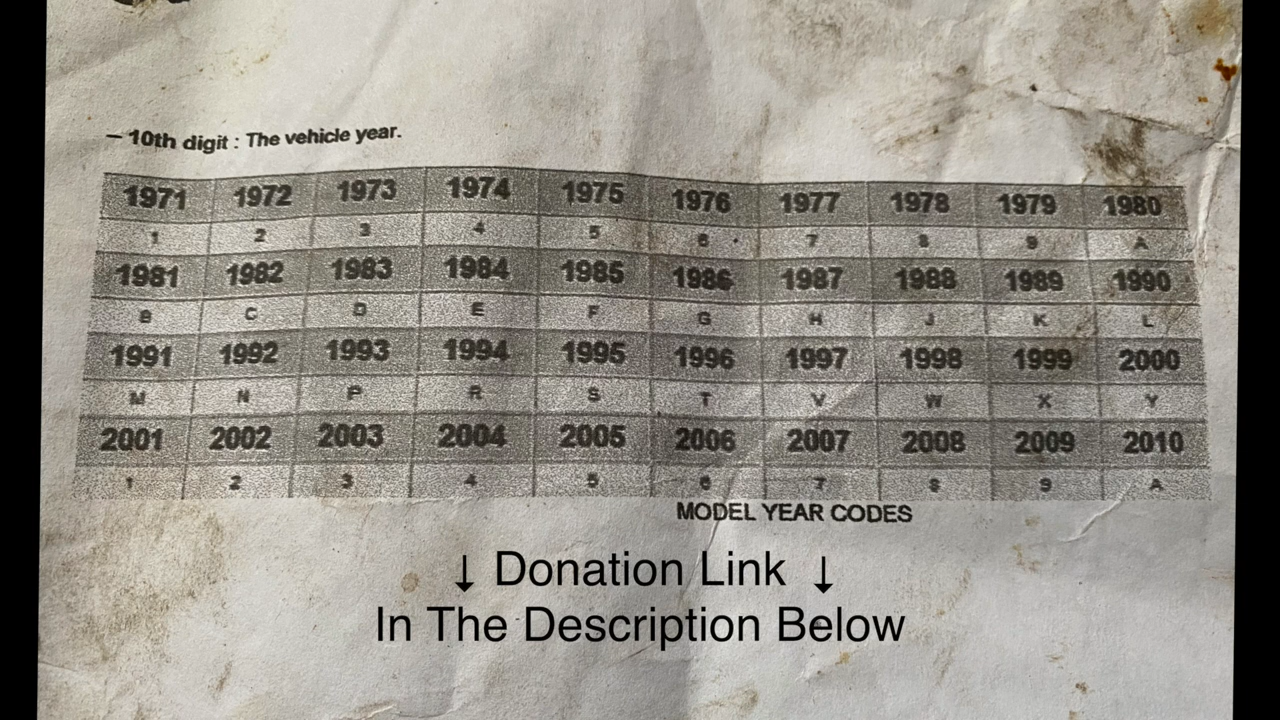 – 10th digit : The vehicle year.
1971 1972 1973 1974 1975 1976 1977 1978 1979 1980
1 2 3 4 5 6 7 8 9 A
1981 1982 1983 1984 1985 1986 1987 1988 1989 1990
B C D E F G H J K L
1991 1992 1993 1994 1995 1996 1997 1998 1999 2000
M N P R S T V W X Y
2001 2002 2003 2004 2005 2006 2007 2008 2009 2010
1 2 3 4 5 6 7 8 9 A
MODEL YEAR CODES
↓ Donation Link ↓
In The Description Below